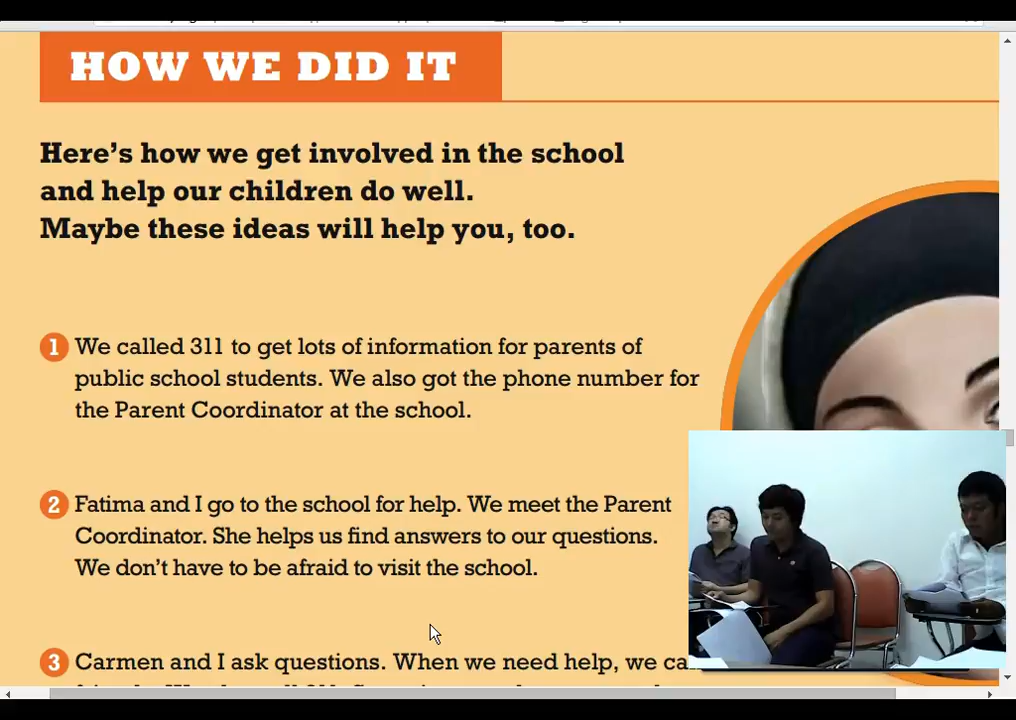 HOW WE DID IT
Here's how we get involved in the school
and help our children do well.
Maybe these ideas will help you, too.
1 We called 311 to get lots of information for parents of
public school students. We also got the phone number for
the Parent Coordinator at the school.
2 Fatima and I go to the school for help. We meet the Parent
Coordinator. She helps us find answers to our questions.
We don't have to be afraid to visit the school.
3 Carmen and I ask questions. When we need help, we